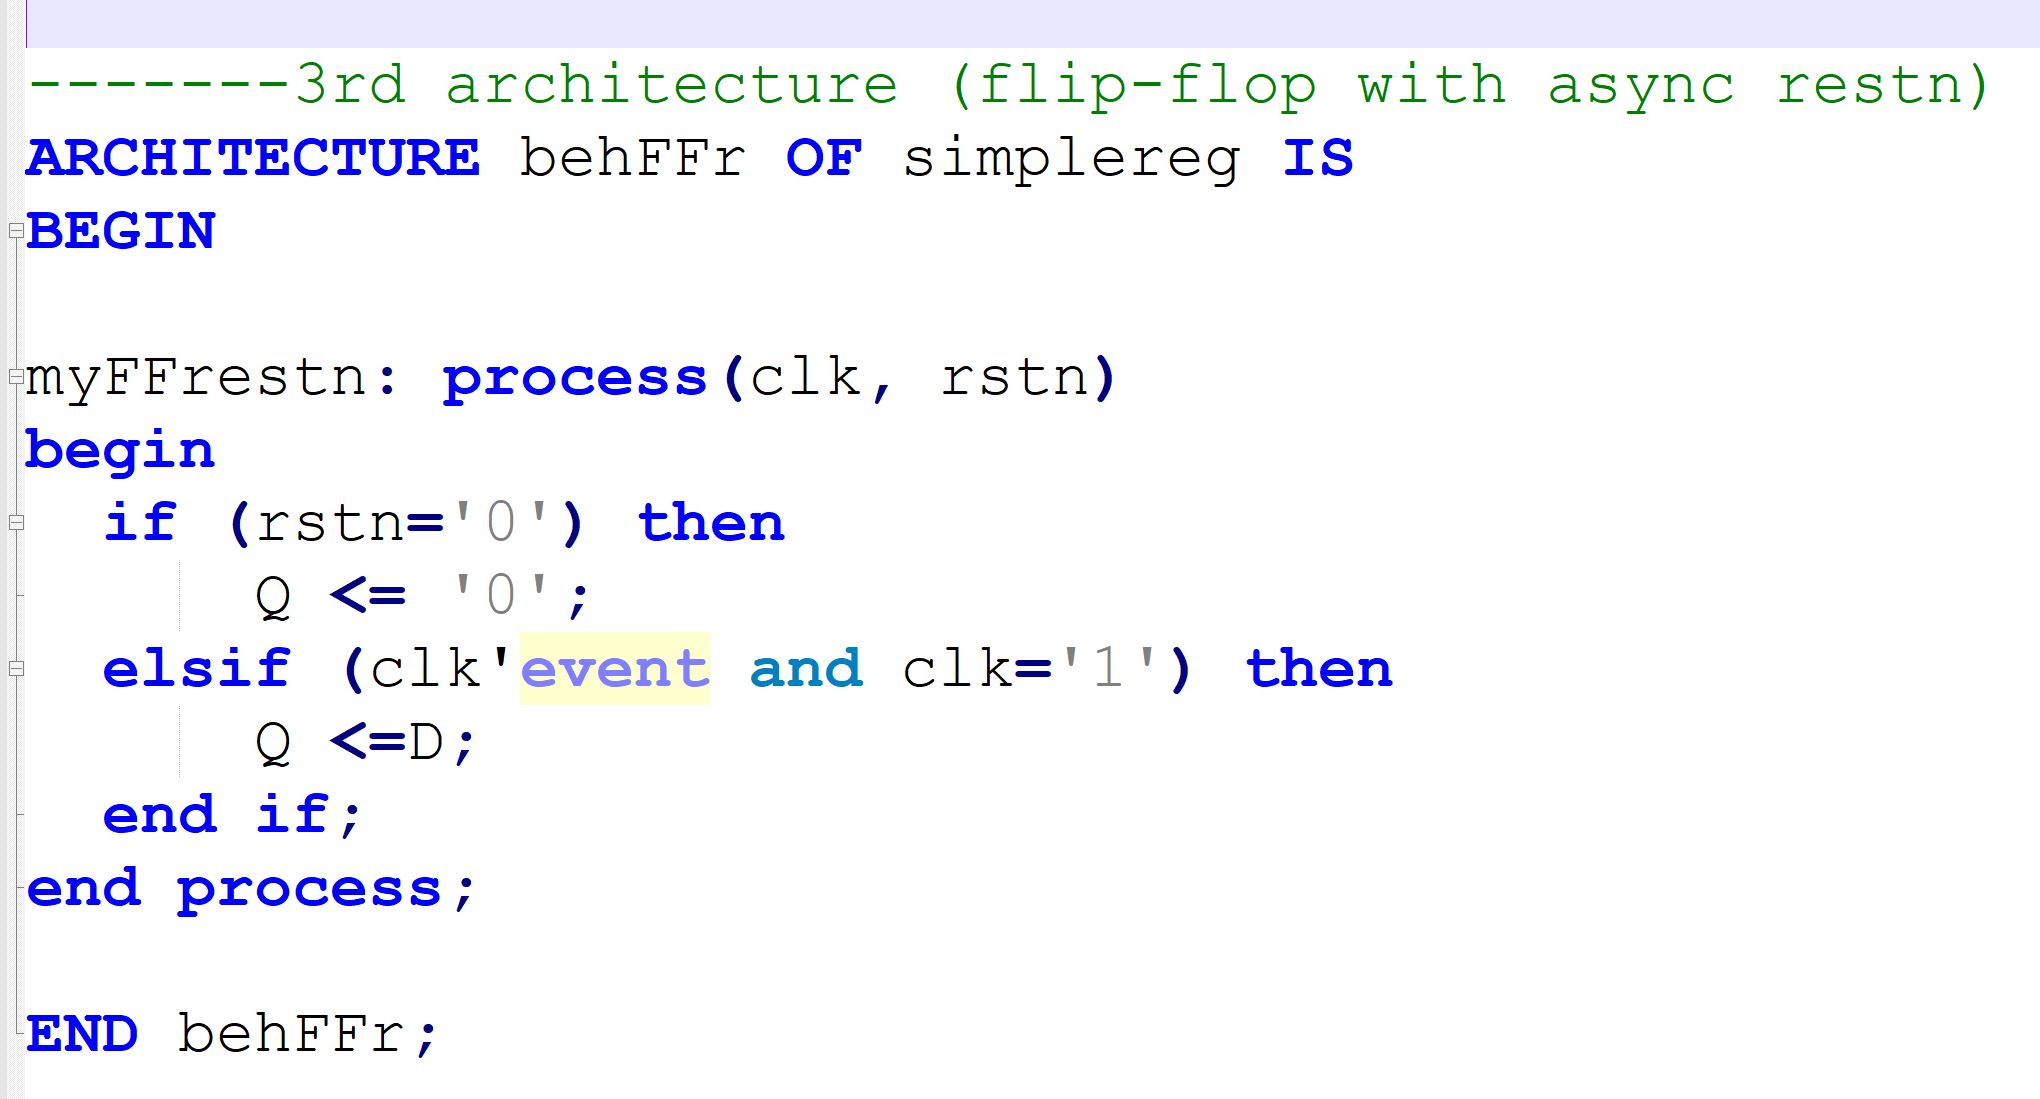 -------3rd architecture (flip-flop with async restn)
ARCHITECTURE behFFr OF simplereg IS
BEGIN
myFFrestn: process(clk, rstn)
begin
if (rstn='0') then
Q <= '0';
elsif (clk'event and clk='1') then
Q <=D;
end if;
end process;
END behFFr;